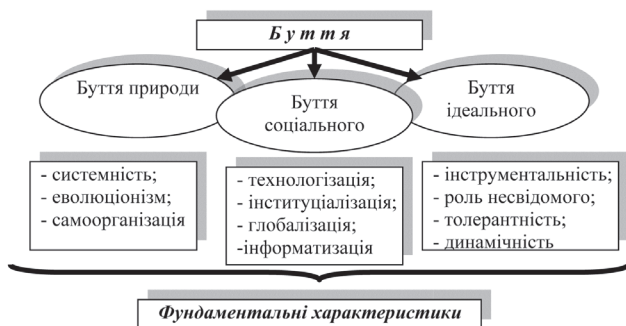 Буття
Буття природи
Буття
соціального
Буття
ідеального
- системність;
- еволюціонізм;
- самоорганізація
- технологізація;
- інституціалізація;
- глобалізація;
-інформатизація
- інструментальність;
- роль несвідомого;
- толерантність;
- динамічність
Фундаментальні характеристики